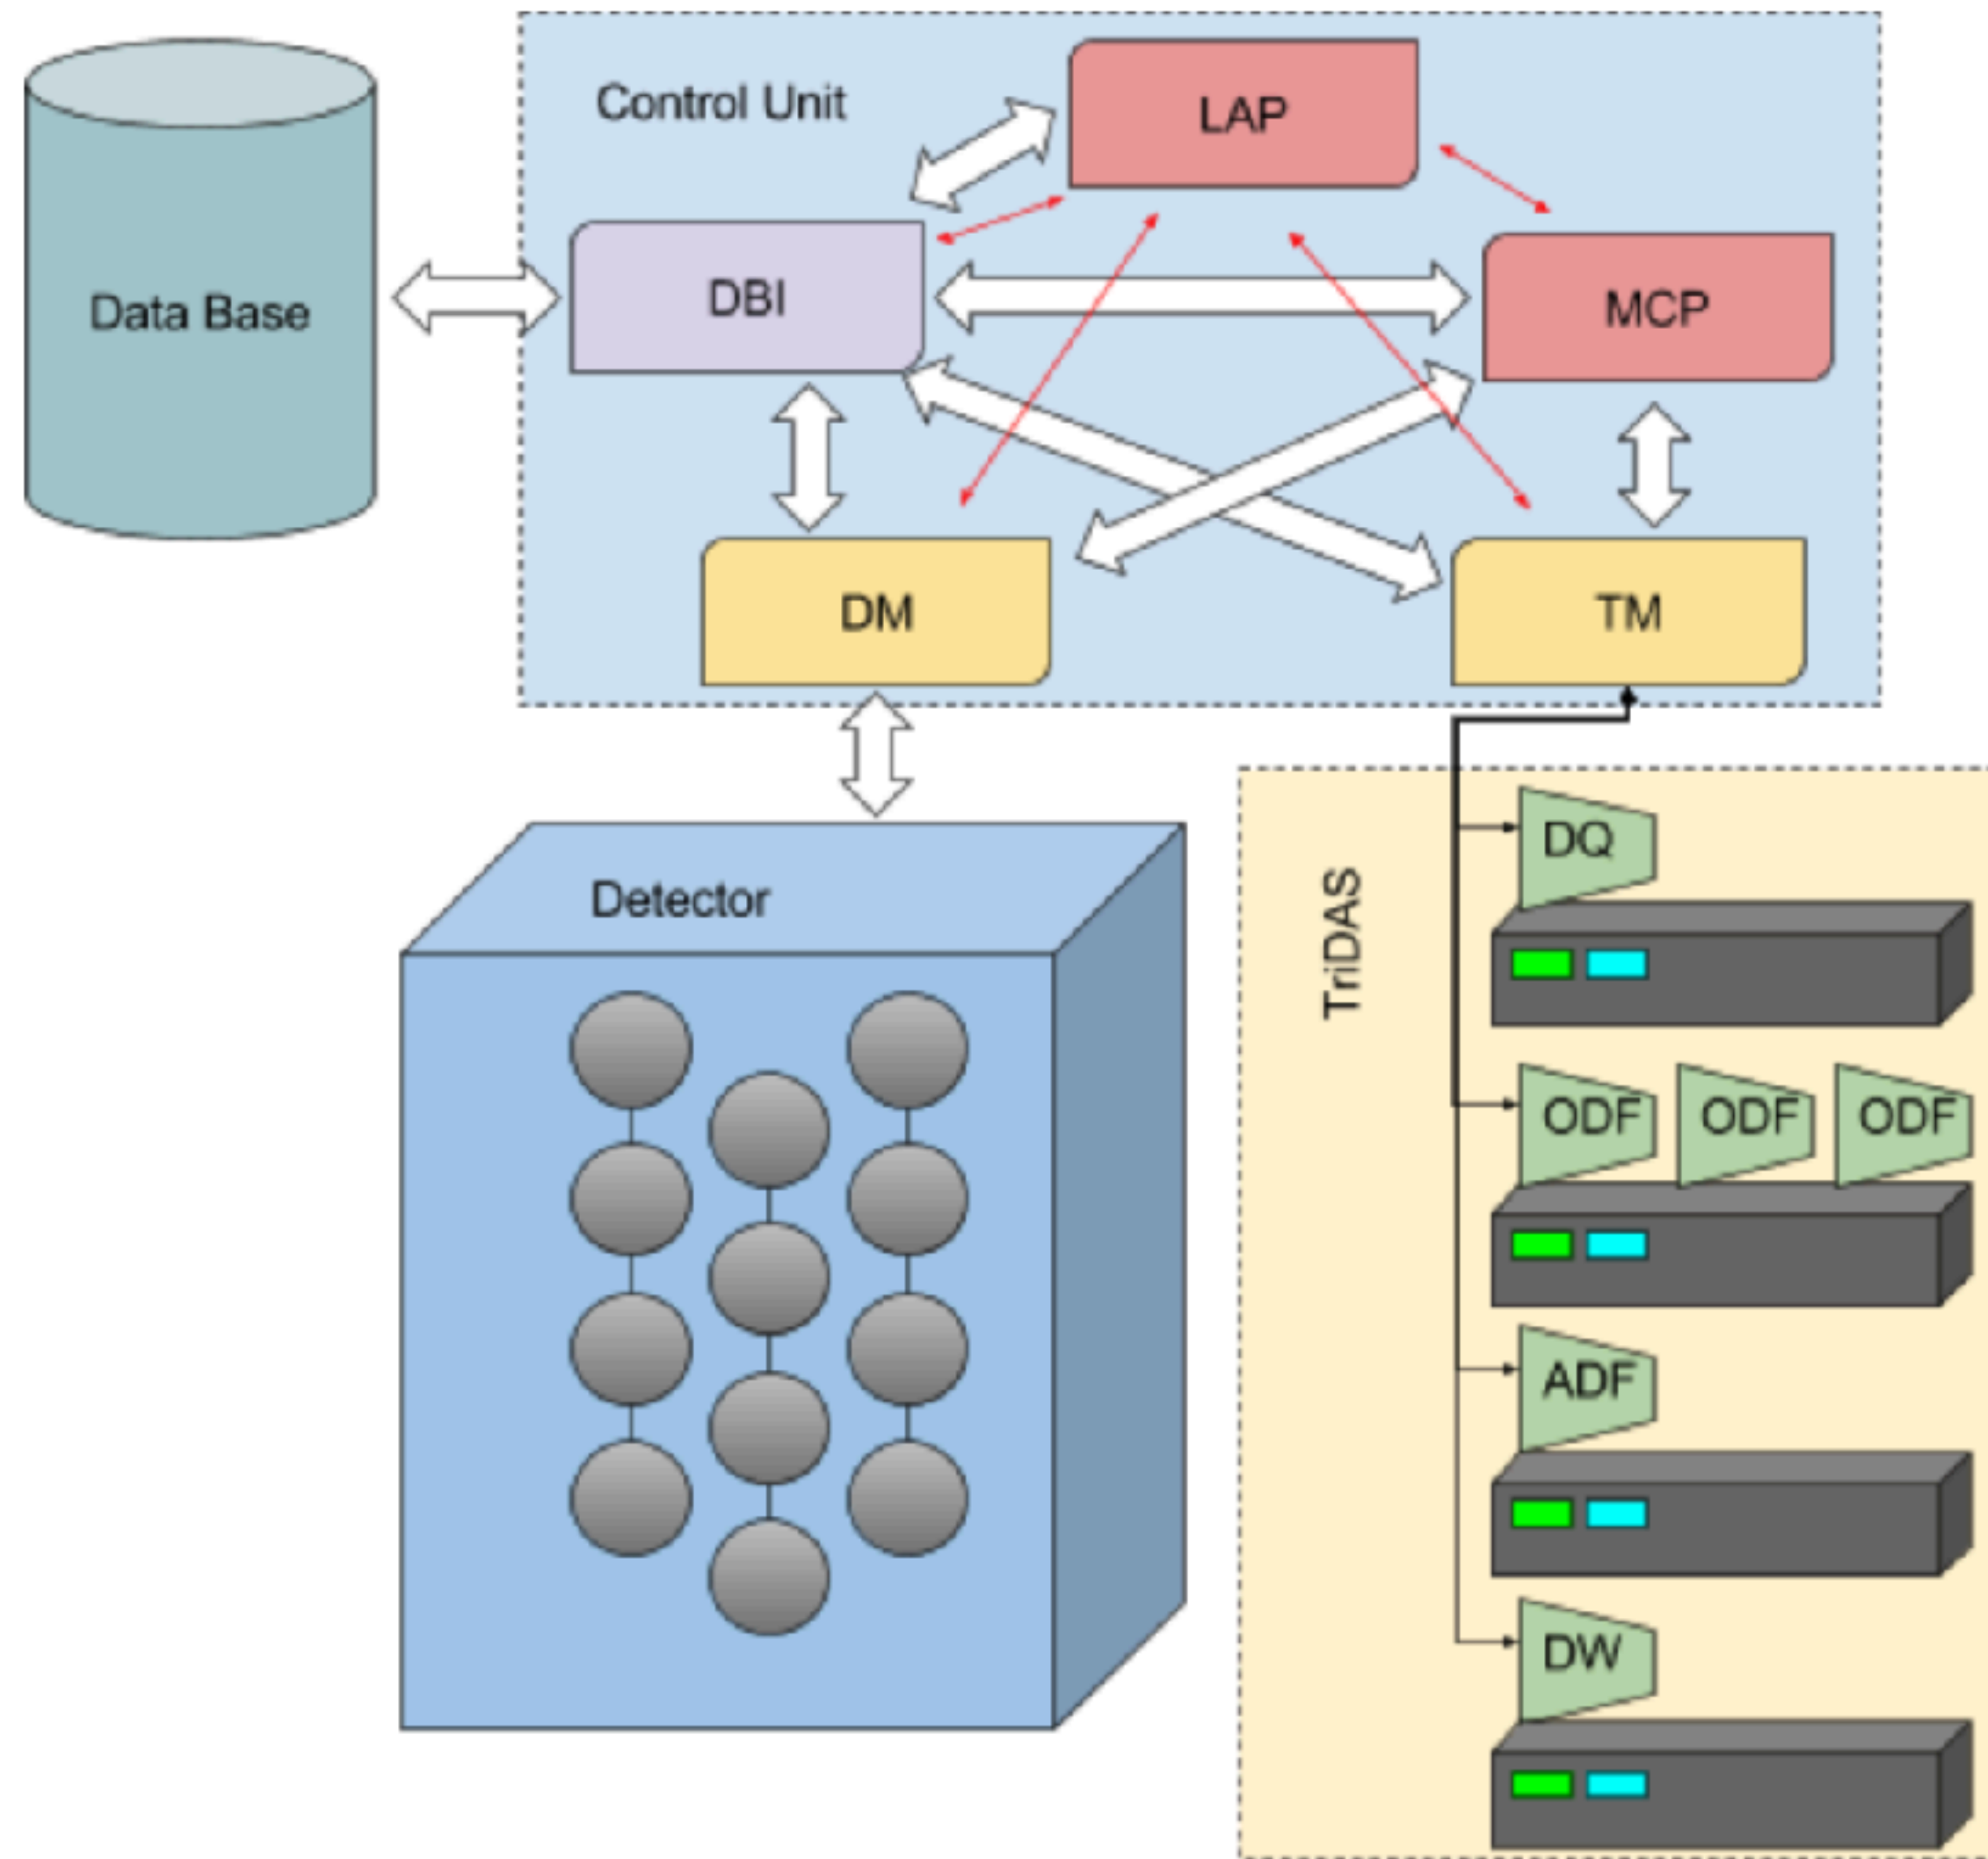 Control Unit
LAP
Data Base
DBI
MCP
DM
TM
Detector
TriDAS
DQ
ODF ODF ODF
ADF
DW